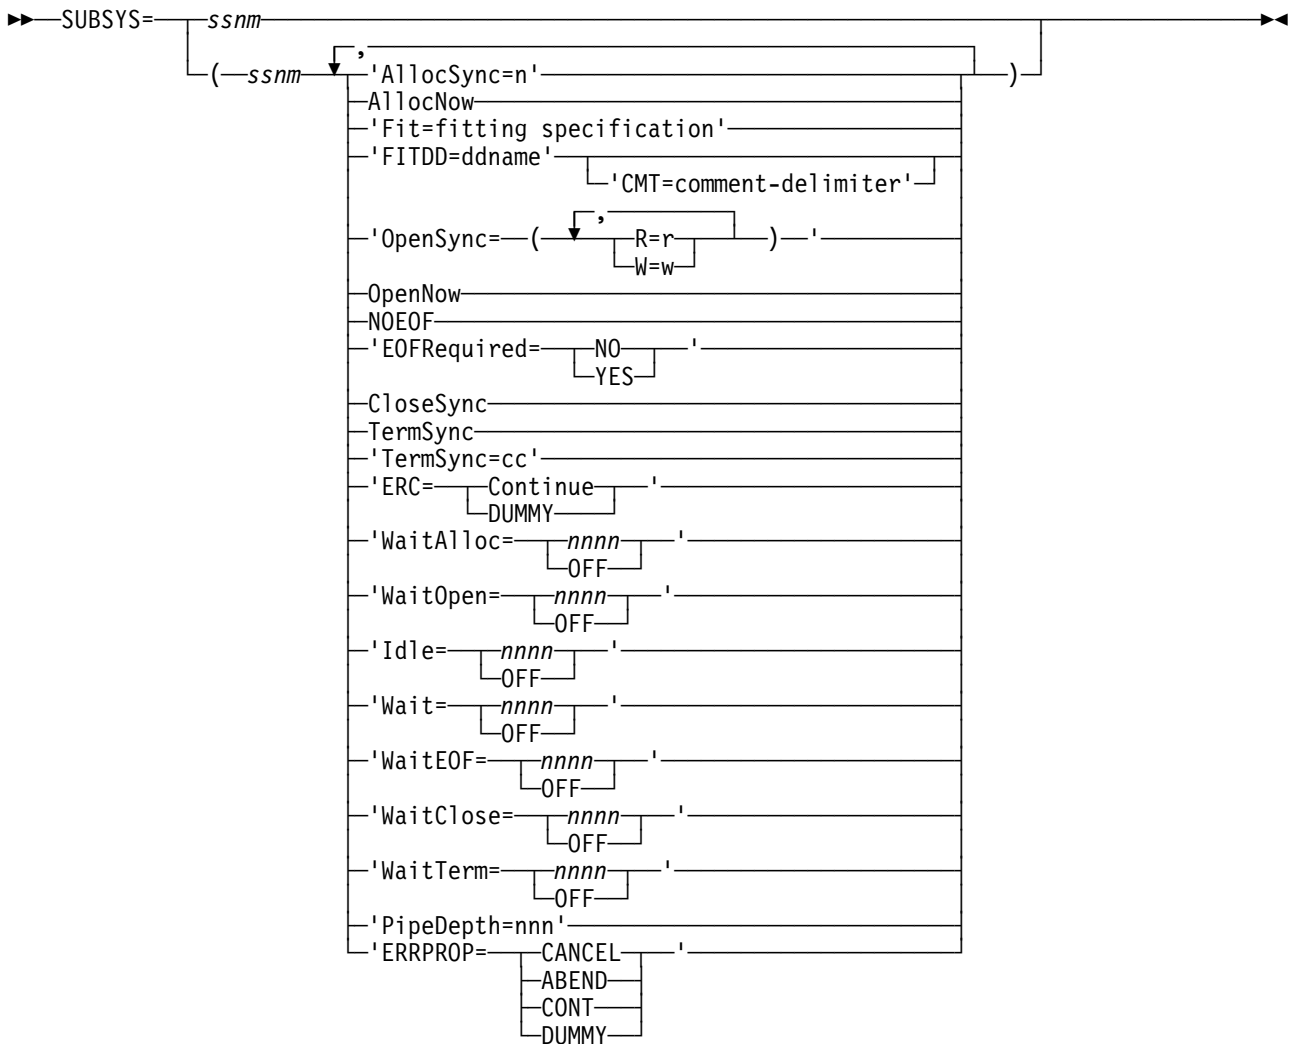 SUBSYS= ssnm
,
( ssnm 'AllocSync=n' )
AllocNow
'Fit=fitting specification'
'FITDD=ddname'
'CMT=comment-delimiter'
,
'OpenSync= ( R=r ) '
W=w
OpenNow
NOEOF
'EOFRequired= NO '
YES
CloseSync
TermSync
'TermSync=cc'
'ERC= Continue '
DUMMY
'WaitAlloc= nnnn '
OFF
'WaitOpen= nnnn '
OFF
'Idle= nnnn '
OFF
'Wait= nnnn '
OFF
'WaitEOF= nnnn '
OFF
'WaitClose= nnnn '
OFF
'WaitTerm= nnnn '
OFF
'PipeDepth=nnn'
'ERRPROP= CANCEL '
ABEND
CONT
DUMMY